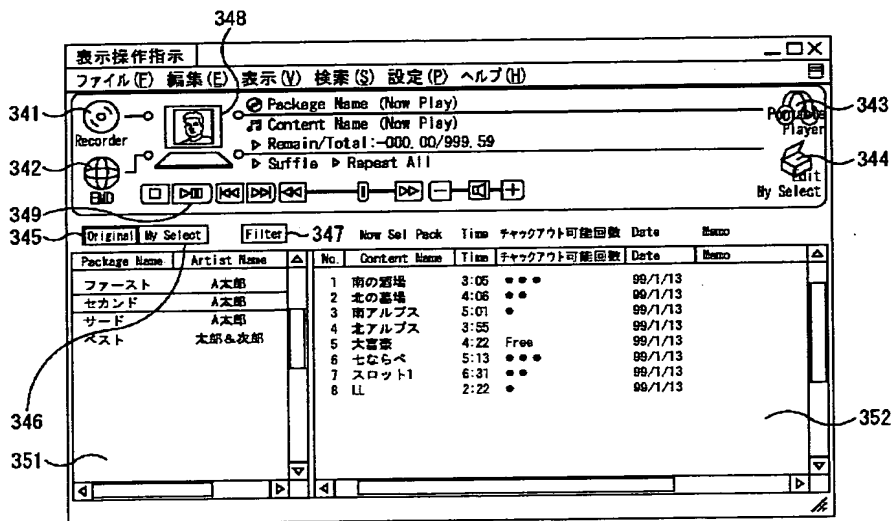 348
表示操作指示
ファイル(F) 編集(E) 表示(V) 検索(S) 設定(P) ヘルプ(H)
341
Recorder
342
EMD
Package Name (Now Play)
Content Name (Now Play)
Remain/Total:-000.00/999.59
Suffle Repeat All
343
Portable Player
344
Edit My Select
349
345
Original My Select Filter 347 Now Sel Pack Time チャックアウト可能回数 Date Memo
Package Name Artist Name
ファースト A太郎
セカンド A太郎
サード A太郎
ベスト 太郎&次郎
No. Content Name Time チャックアウト可能回数 Date Memo
1 南の酒場 3:05 ●●● 99/1/13
2 北の墓場 4:06 ●● 99/1/13
3 南アルプス 5:01 ● 99/1/13
4 北アルプス 3:55 99/1/13
5 大富豪 4:22 Free 99/1/13
6 七ならべ 5:13 ●●● 99/1/13
7 スロット1 6:31 ●● 99/1/13
8 LL 2:22 ● 99/1/13
346
351
352